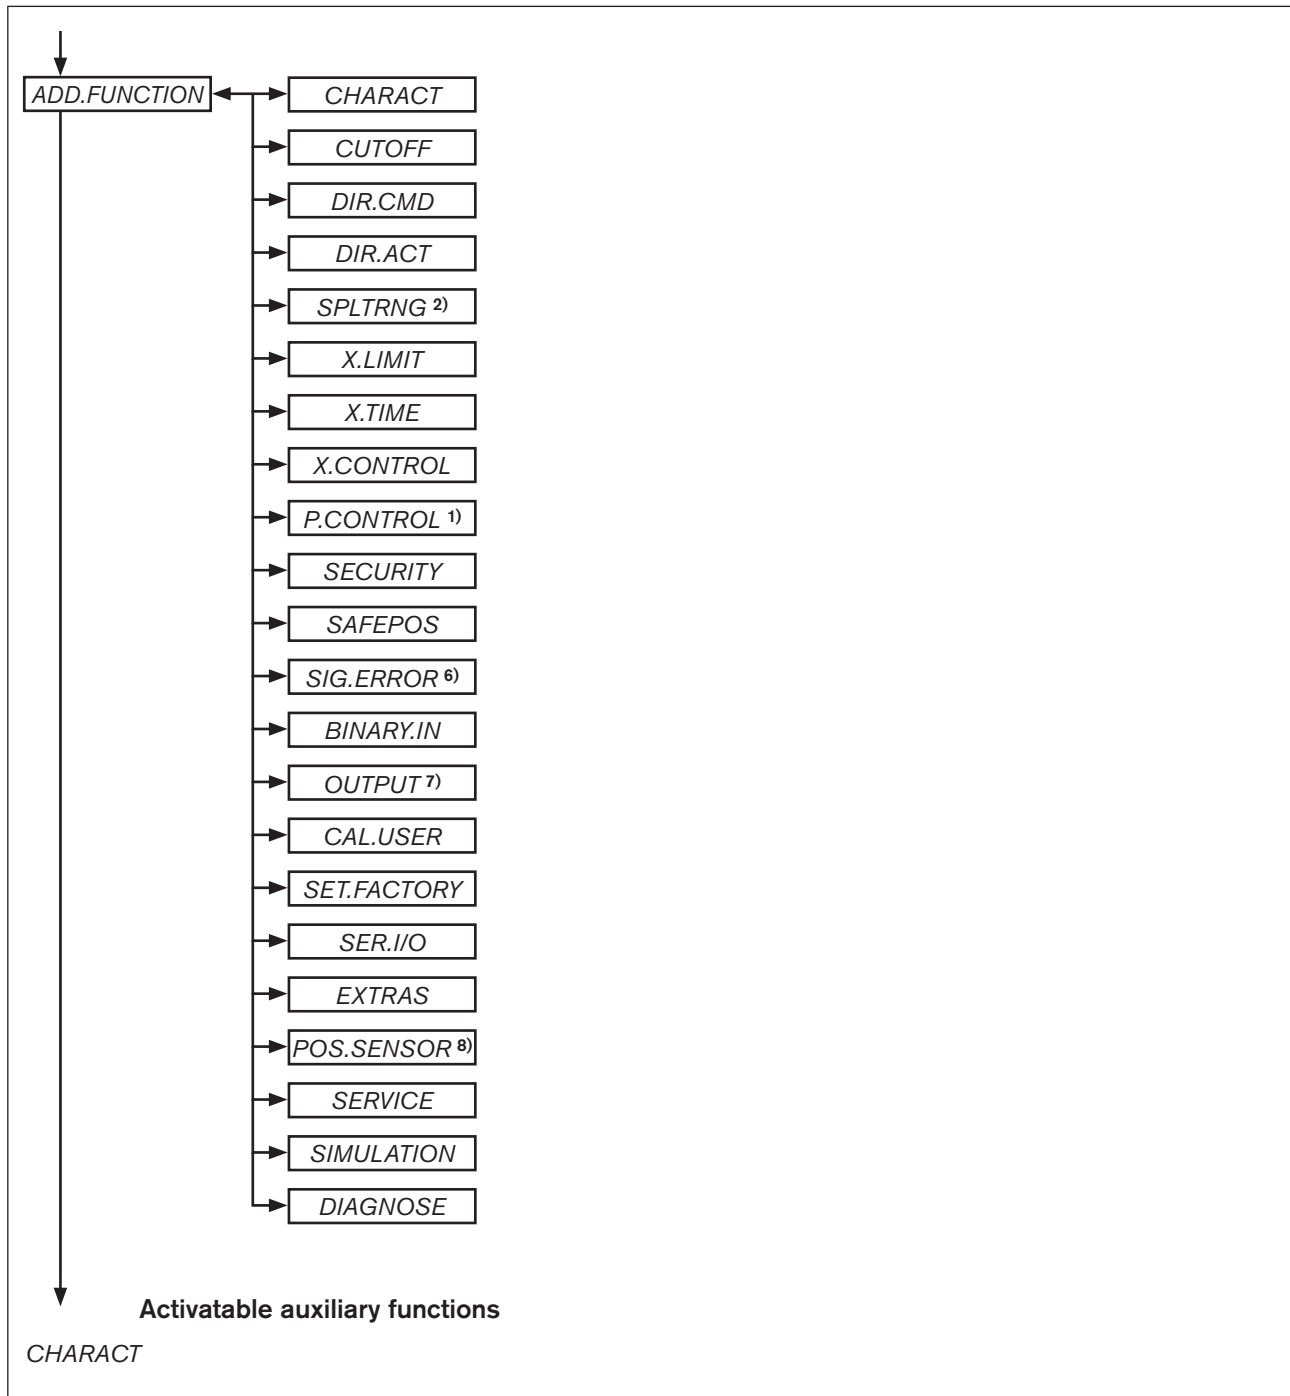 ADD.FUNCTION
CHARACT
CUTOFF
DIR.CMD
DIR.ACT
SPLTRNG 2)
X.LIMIT
X.TIME
X.CONTROL
P.CONTROL 1)
SECURITY
SAFEPOS
SIG.ERROR 6)
BINARY.IN
OUTPUT 7)
CAL.USER
SET.FACTORY
SER.I/O
EXTRAS
POS.SENSOR 8)
SERVICE
SIMULATION
DIAGNOSE
Activatable auxiliary functions
CHARACT